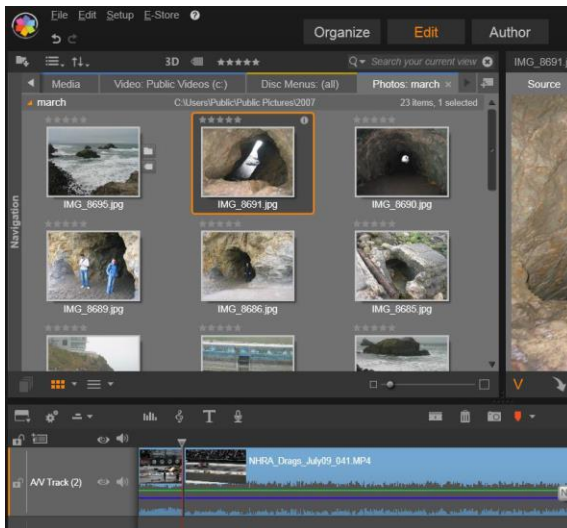 File Edit Setup E-Store ?
Organize Edit Author
3D Search your current view
IMG_8691.j
Media Video: Public Videos (c:) Disc Menus: (all) Photos: march × Source
march C:\Users\Public\Public Pictures\2007 23 items, 1 selected
IMG_8695.jpg IMG_8691.jpg IMG_8690.jpg
Navigation
IMG_8689.jpg IMG_8686.jpg IMG_8685.jpg
V
T
NHRA_Drags_July09_041.MP4
A/V Track (2)
N